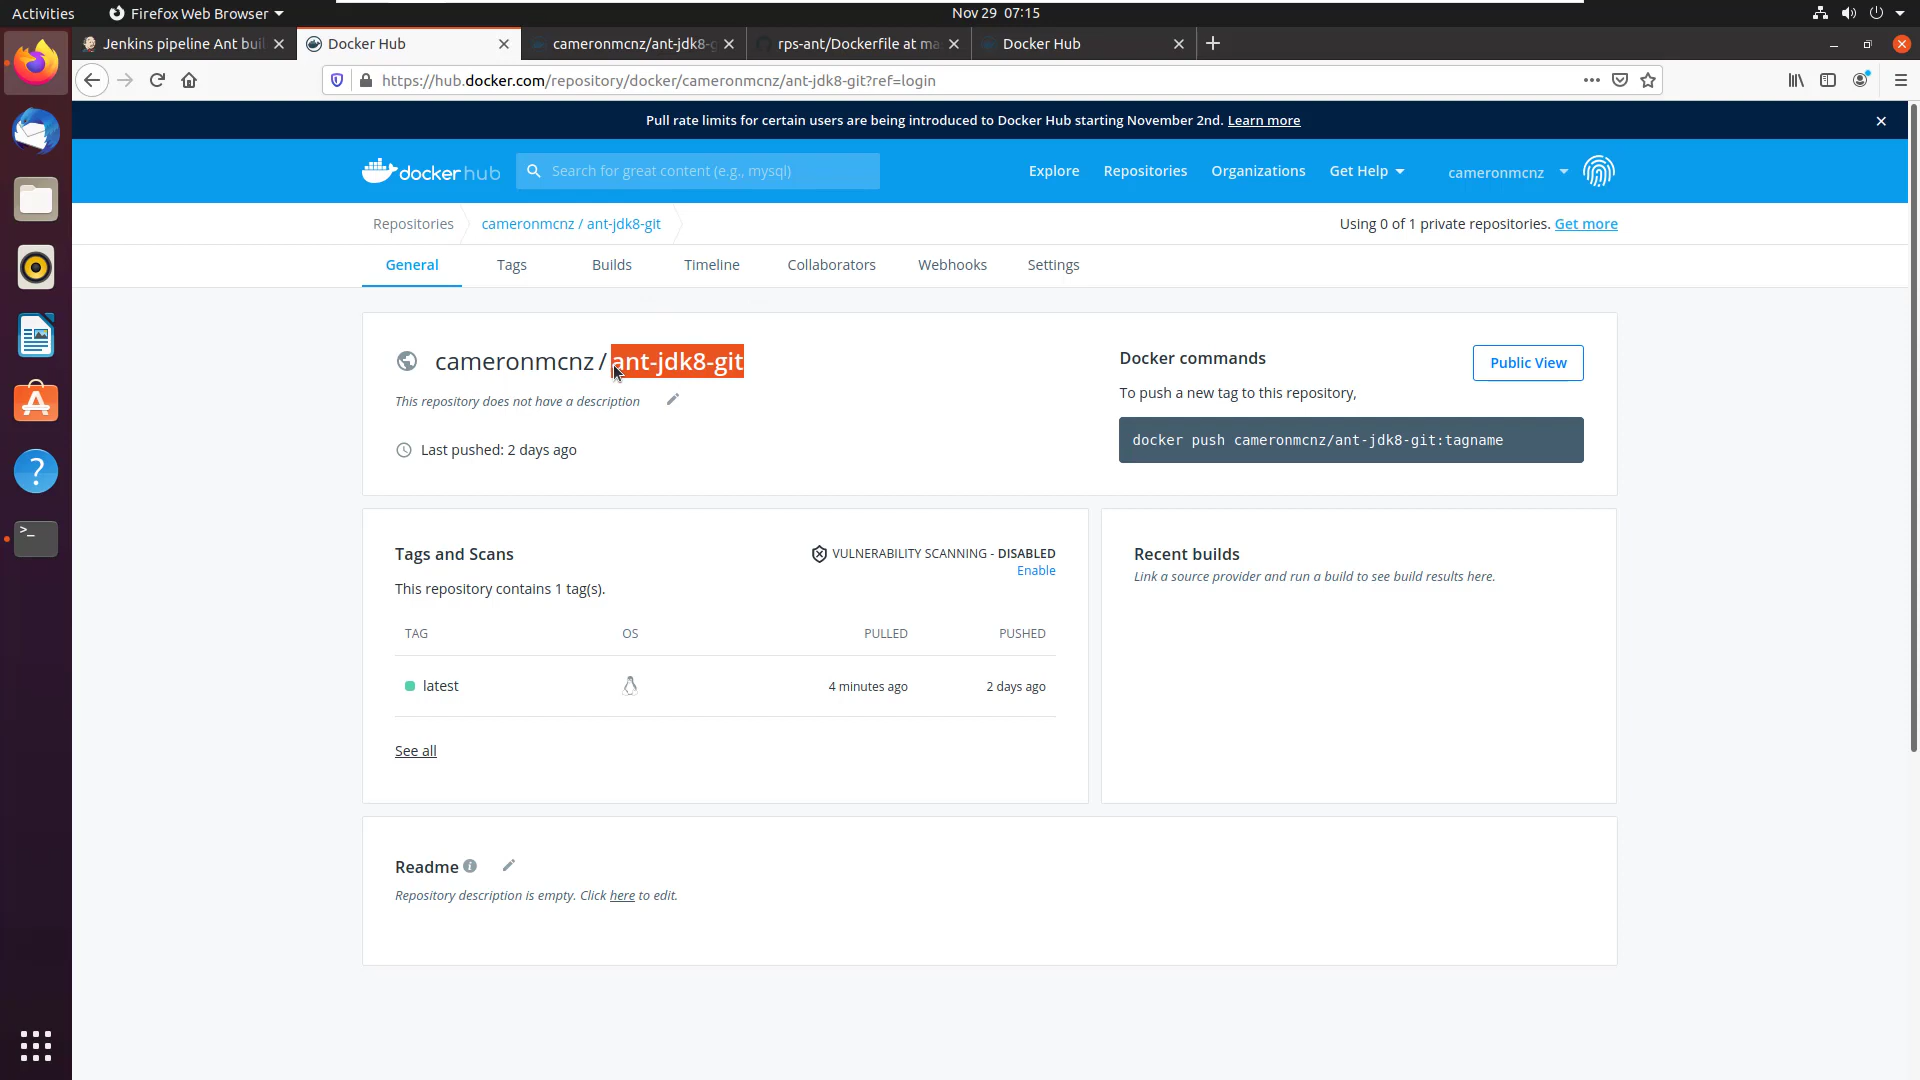 Activities Firefox Web Browser Nov 29 07:15
Jenkins pipeline Ant buil Docker Hub cameronmcnz/ant-jdk8-g rps-ant/Dockerfile at ma Docker Hub
https://hub.docker.com/repository/docker/cameronmcnz/ant-jdk8-git?ref=login
Pull rate limits for certain users are being introduced to Docker Hub starting November 2nd. Learn more
dockerhub Search for great content (e.g., mysql) Explore Repositories Organizations Get Help cameronmcnz
Repositories cameronmcnz / ant-jdk8-git Using 0 of 1 private repositories. Get more
General Tags Builds Timeline Collaborators Webhooks Settings
cameronmcnz / ant-jdk8-git
This repository does not have a description
Last pushed: 2 days ago
Docker commands
Public View
To push a new tag to this repository,
docker push cameronmcnz/ant-jdk8-git:tagname
Tags and Scans
VULNERABILITY SCANNING - DISABLED
Enable
This repository contains 1 tag(s).
TAG OS PULLED PUSHED
latest 4 minutes ago 2 days ago
See all
Recent builds
Link a source provider and run a build to see build results here.
Readme
Repository description is empty. Click here to edit.